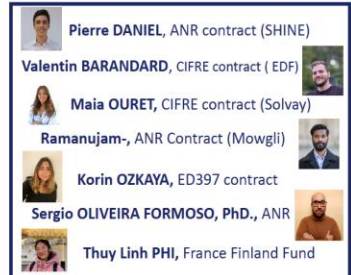 Pierre DANIEL, ANR contract (SHINE)
Valentin BARANDARD, CIFRE contract ( EDF)
Maia OURET, CIFRE contract (Solvay)
Ramanujam-, ANR Contract (Mowgli)
Korin OZKAYA, ED397 contract
Sergio OLIVEIRA FORMOSO, PhD., ANR
Thuy Linh PHI, France Finland Fund